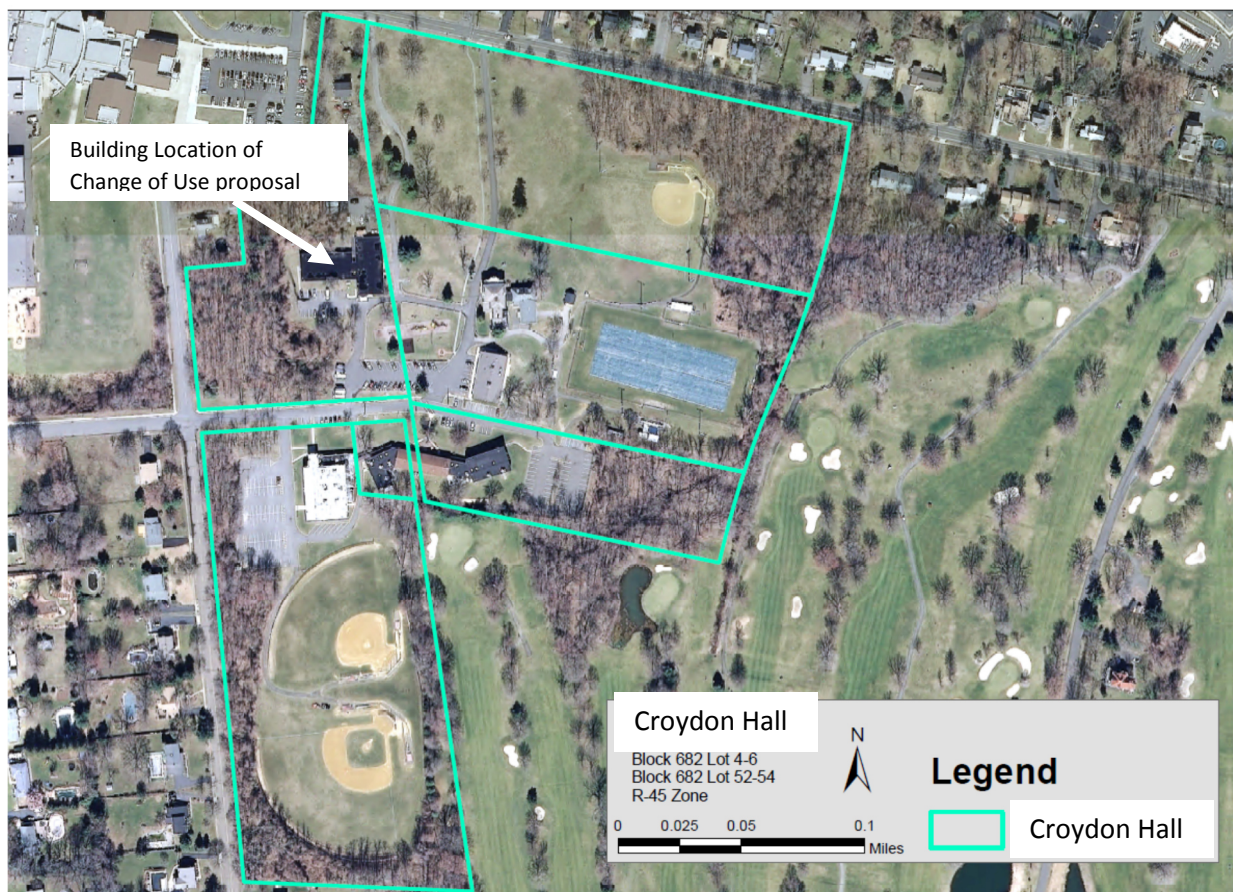 Building Location of
Change of Use proposal
Croydon Hall
Block 682 Lot 4-6
Block 682 Lot 52-54
R-45 Zone
N
Legend
Croydon Hall
0 0.025 0.05 0.1
Miles